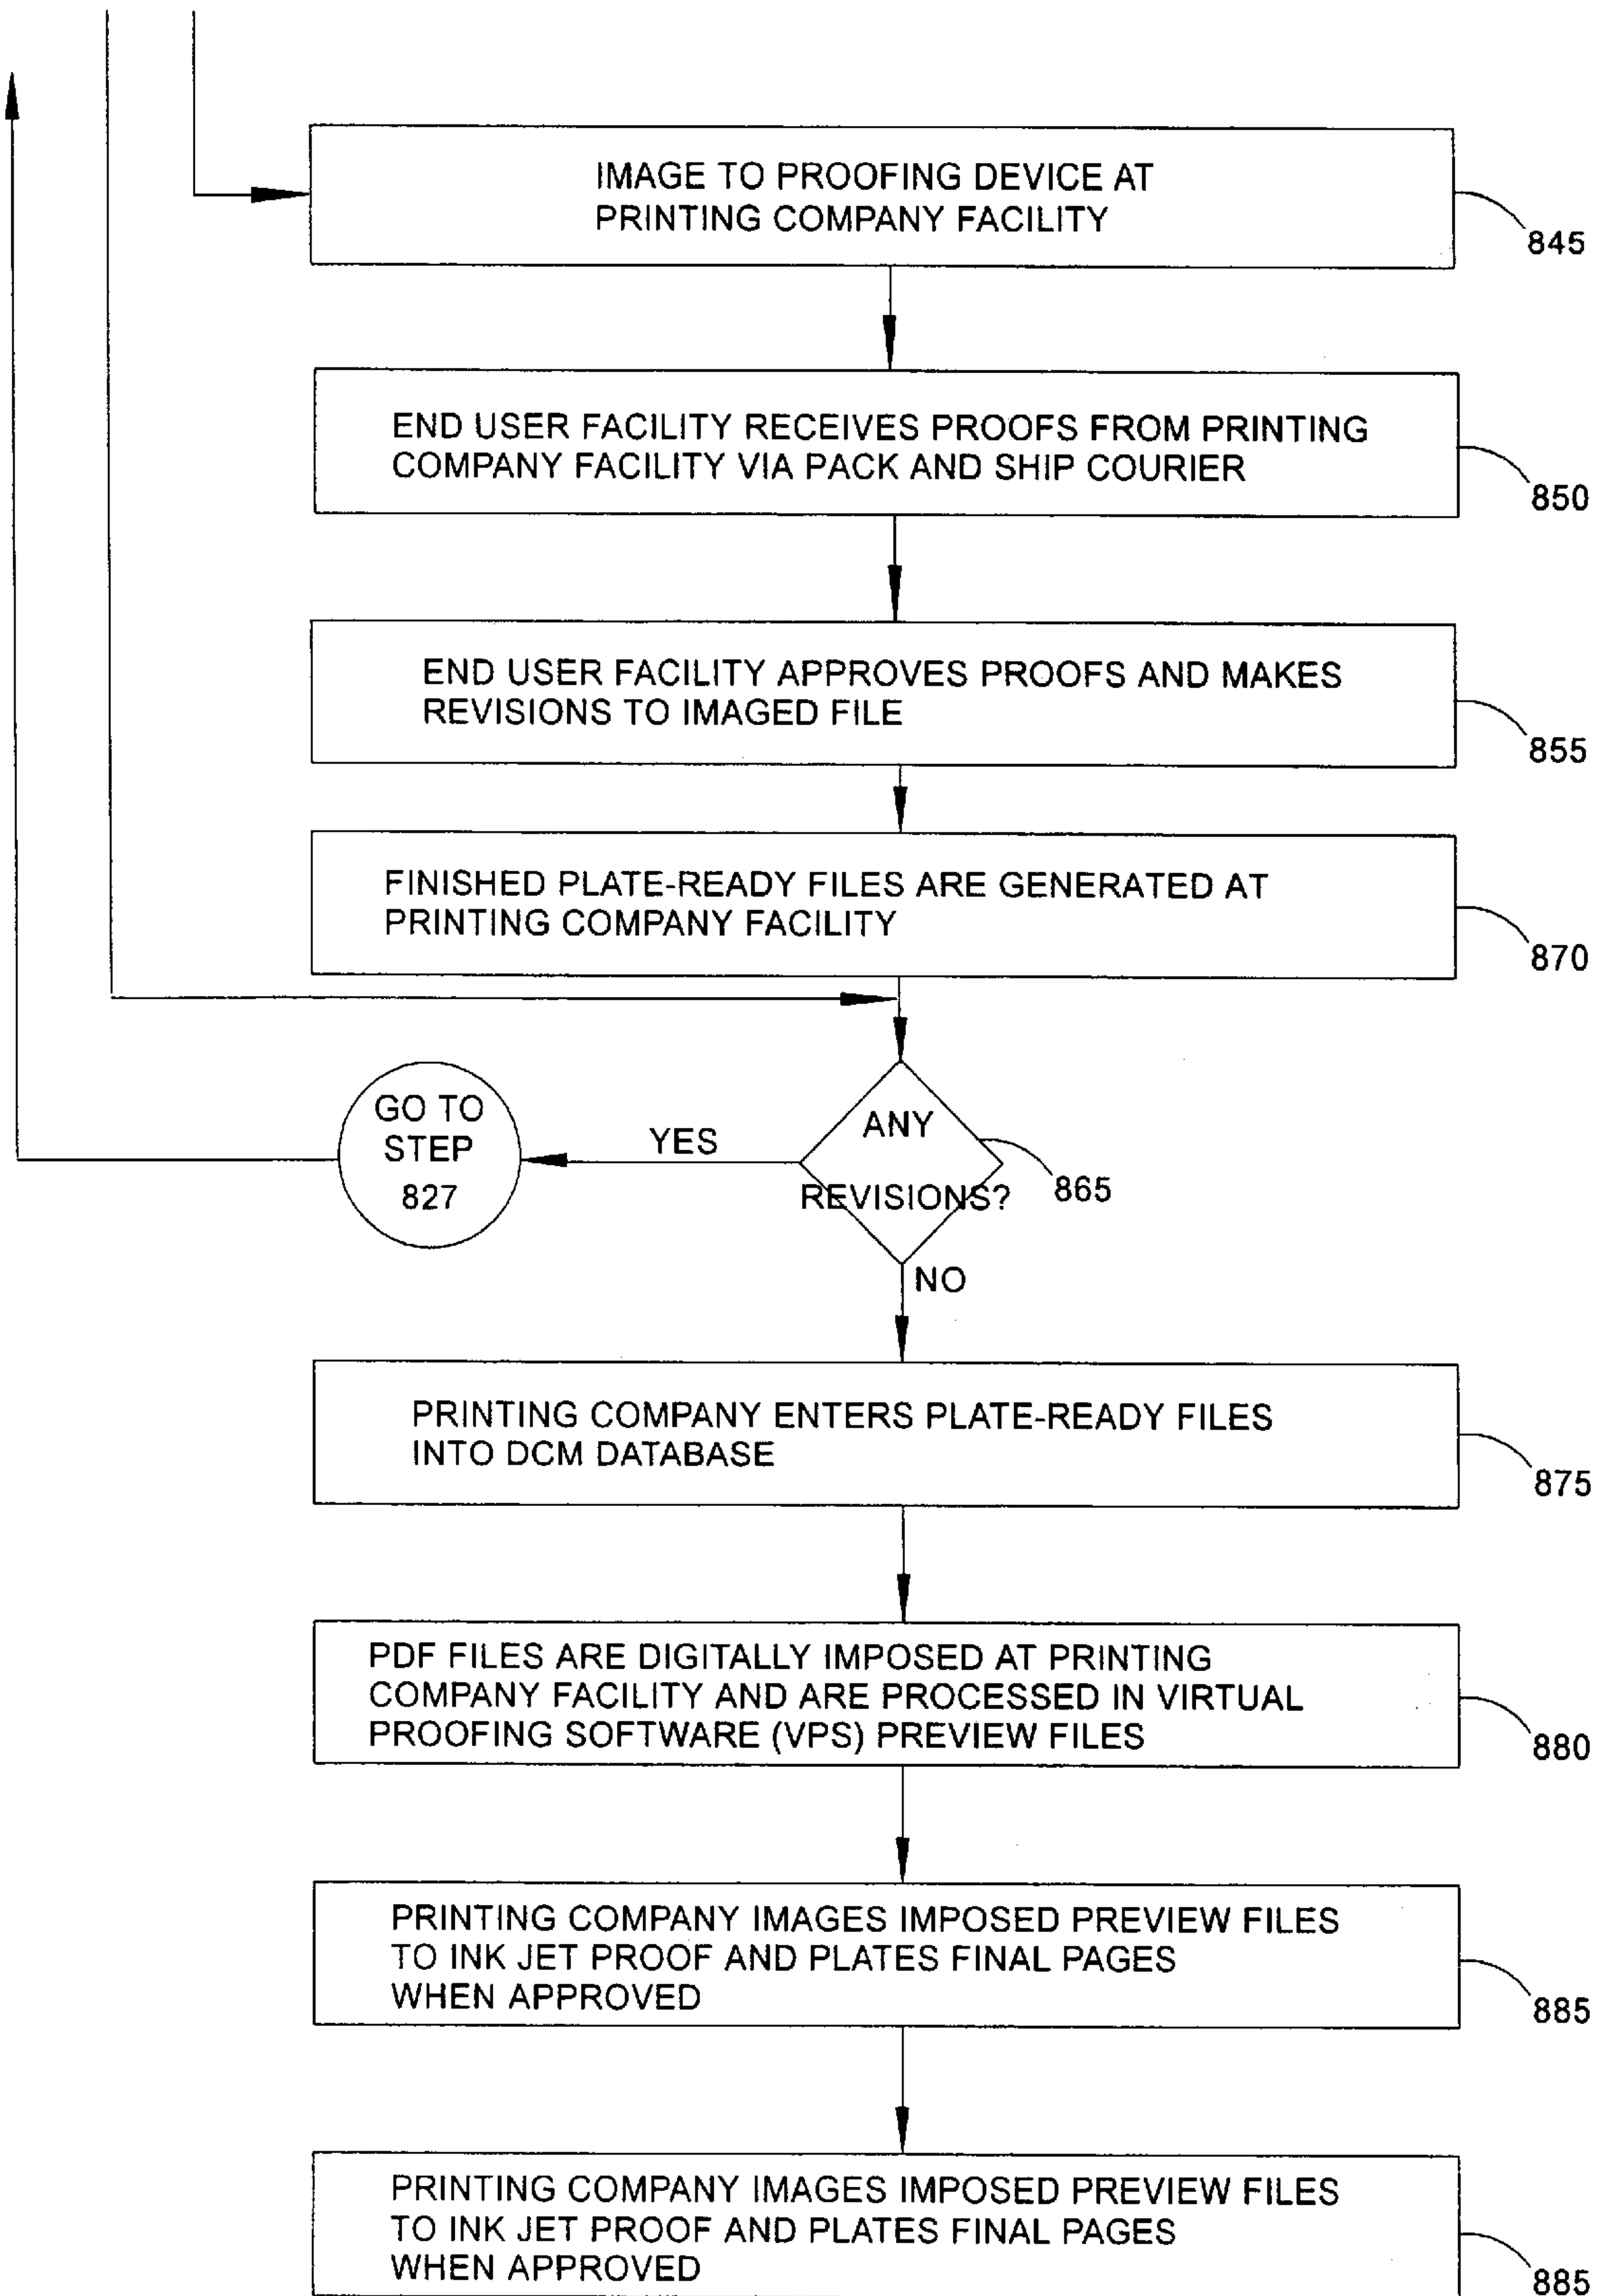 IMAGE TO PROOFING DEVICE AT
PRINTING COMPANY FACILITY
845
END USER FACILITY RECEIVES PROOFS FROM PRINTING
COMPANY FACILITY VIA PACK AND SHIP COURIER
850
END USER FACILITY APPROVES PROOFS AND MAKES
REVISIONS TO IMAGED FILE
855
FINISHED PLATE-READY FILES ARE GENERATED AT
PRINTING COMPANY FACILITY
870
GO TO
STEP
827
YES
ANY
REVISIONS?
865
NO
PRINTING COMPANY ENTERS PLATE-READY FILES
INTO DCM DATABASE
875
PDF FILES ARE DIGITALLY IMPOSED AT PRINTING
COMPANY FACILITY AND ARE PROCESSED IN VIRTUAL
PROOFING SOFTWARE (VPS) PREVIEW FILES
880
PRINTING COMPANY IMAGES IMPOSED PREVIEW FILES
TO INK JET PROOF AND PLATES FINAL PAGES
WHEN APPROVED
885
PRINTING COMPANY IMAGES IMPOSED PREVIEW FILES
TO INK JET PROOF AND PLATES FINAL PAGES
WHEN APPROVED
885